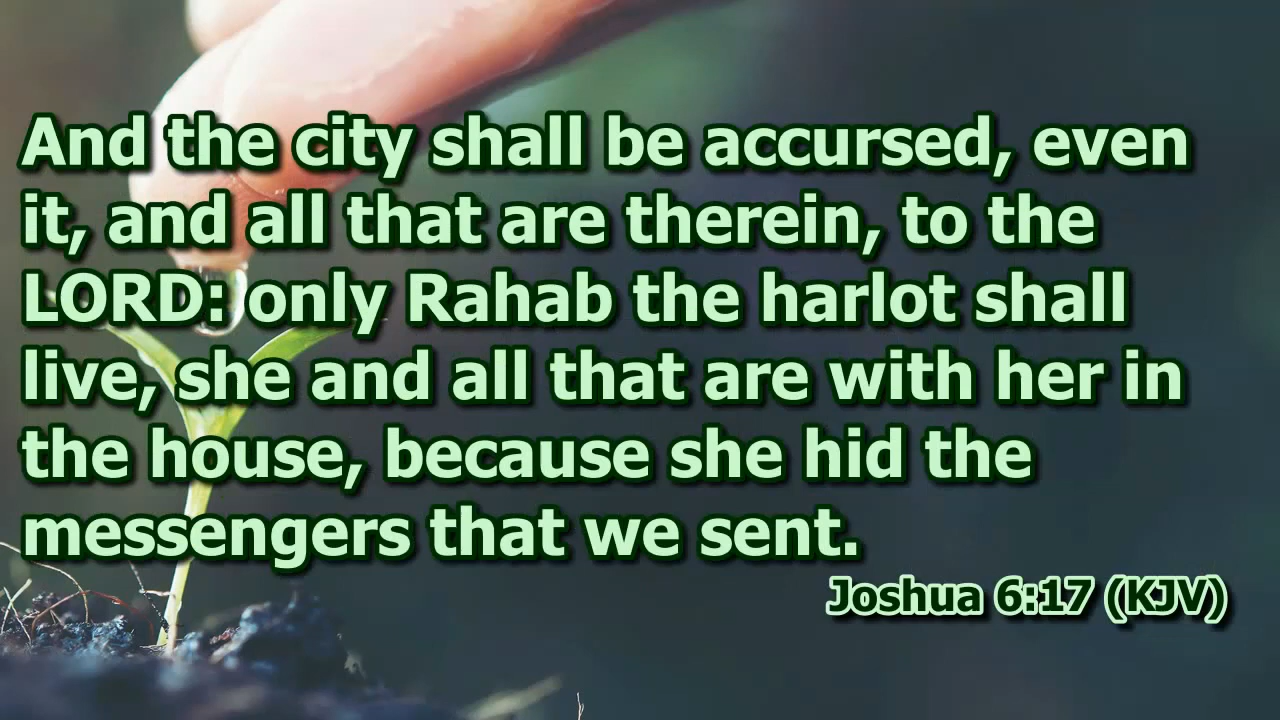 And the city shall be accursed, even
it, and all that are therein, to the
LORD: only Rahab the harlot shall
live, she and all that are with her in
the house, because she hid the
messengers that we sent.
Joshua 6:17 (KJV)